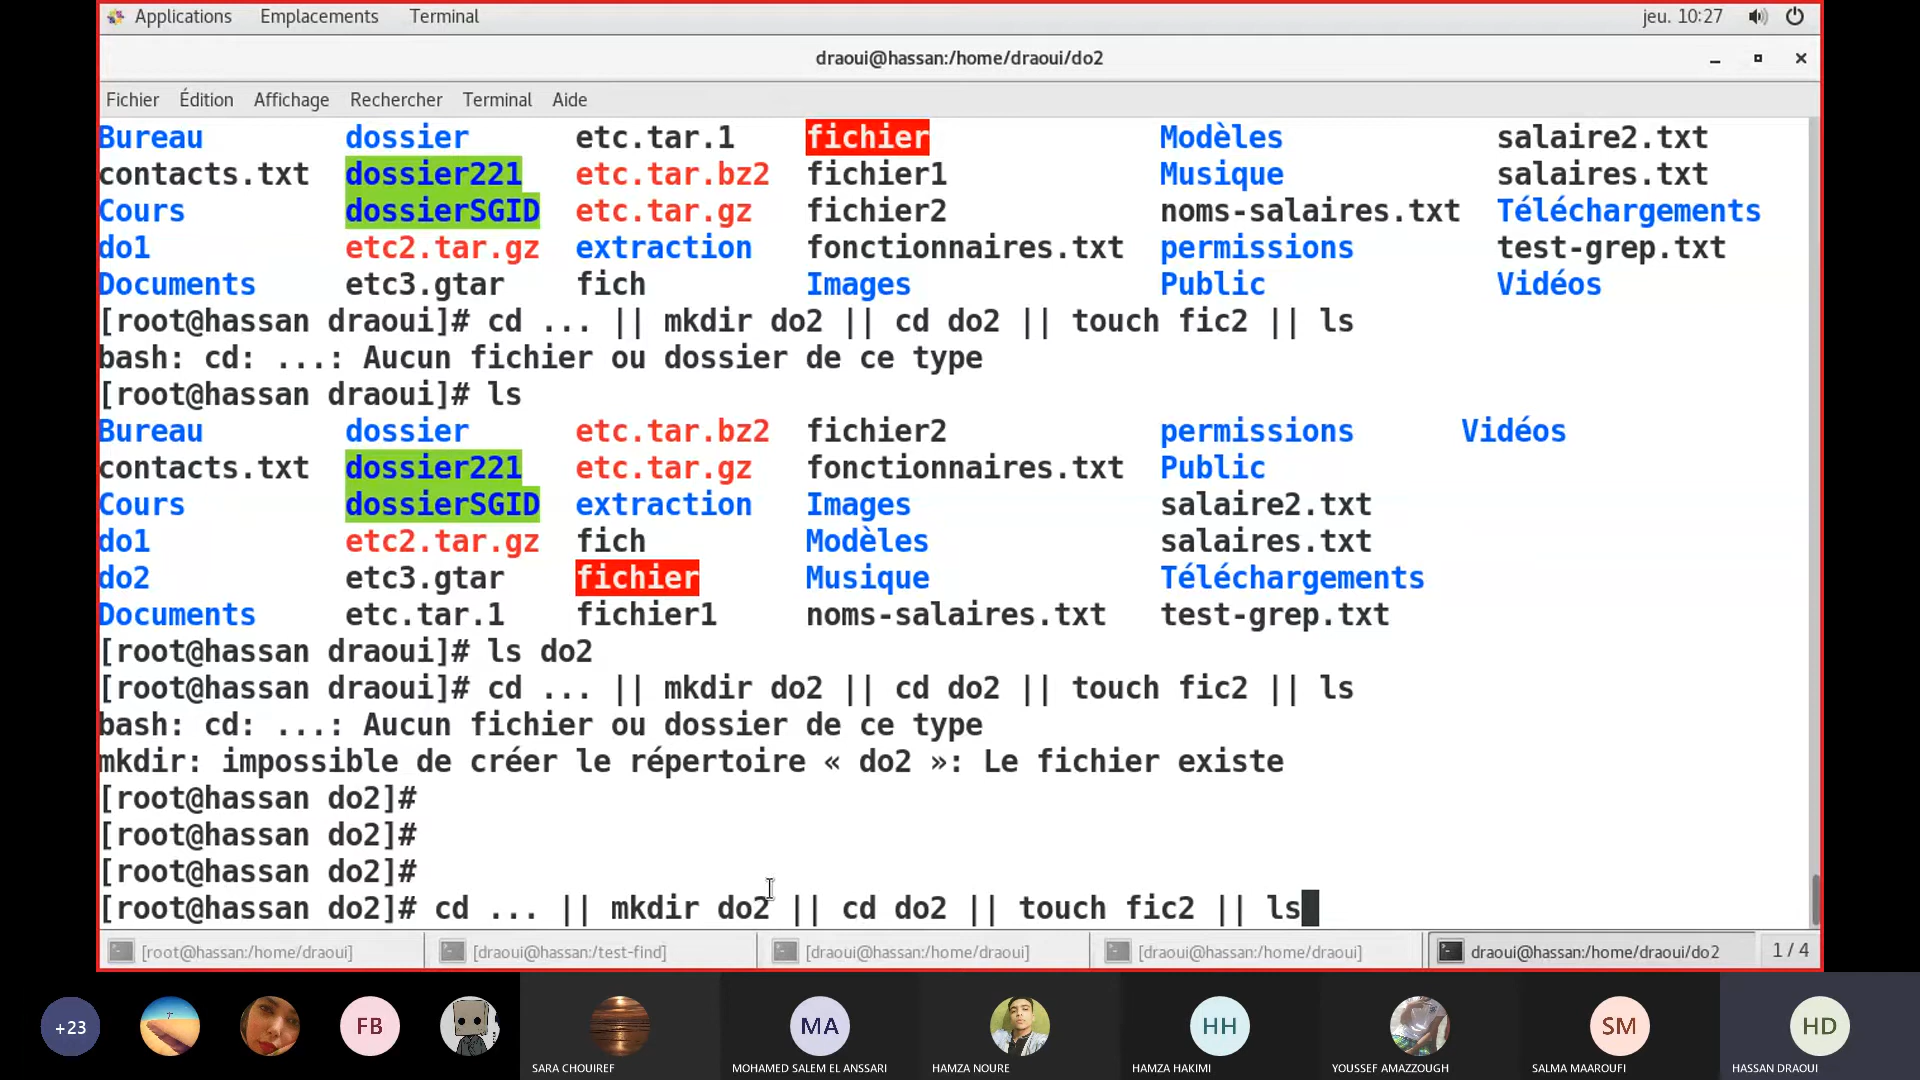 Applications Emplacements Terminal jeu. 10:27
draoui@hassan:/home/draoui/do2
Fichier Édition Affichage Rechercher Terminal Aide
Bureau dossier etc.tar.1 fichier Modèles salaire2.txt
contacts.txt dossier221 etc.tar.bz2 fichier1 Musique salaires.txt
Cours dossierSGID etc.tar.gz fichier2 noms-salaires.txt Téléchargements
do1 etc2.tar.gz extraction fonctionnaires.txt permissions test-grep.txt
Documents etc3.gtar fich Images Public Vidéos
[root@hassan draoui]# cd ... || mkdir do2 || cd do2 || touch fic2 || ls
bash: cd: ...: Aucun fichier ou dossier de ce type
[root@hassan draoui]# ls
Bureau dossier etc.tar.bz2 fichier2 permissions Vidéos
contacts.txt dossier221 etc.tar.gz fonctionnaires.txt Public
Cours dossierSGID extraction Images salaire2.txt
do1 etc2.tar.gz fich Modèles salaires.txt
do2 etc3.gtar fichier Musique Téléchargements
Documents etc.tar.1 fichier1 noms-salaires.txt test-grep.txt
[root@hassan draoui]# ls do2
[root@hassan draoui]# cd ... || mkdir do2 || cd do2 || touch fic2 || ls
bash: cd: ...: Aucun fichier ou dossier de ce type
mkdir: impossible de créer le répertoire « do2 »: Le fichier existe
[root@hassan do2]#
[root@hassan do2]#
[root@hassan do2]#
[root@hassan do2]# cd ... || mkdir do2 || cd do2 || touch fic2 || ls
[root@hassan:/home/draoui] [draoui@hassan:/test-find] [draoui@hassan:/home/draoui] [draoui@hassan:/home/draoui] draoui@hassan:/home/draoui/do2 1 / 4
+23 FB MA HH SM HD
SARA CHOUIREF MOHAMED SALEM EL ANSSARI HAMZA NOURE HAMZA HAKIMI YOUSSEF AMAZZOUGH SALMA MAAROUFI HASSAN DRAOUI